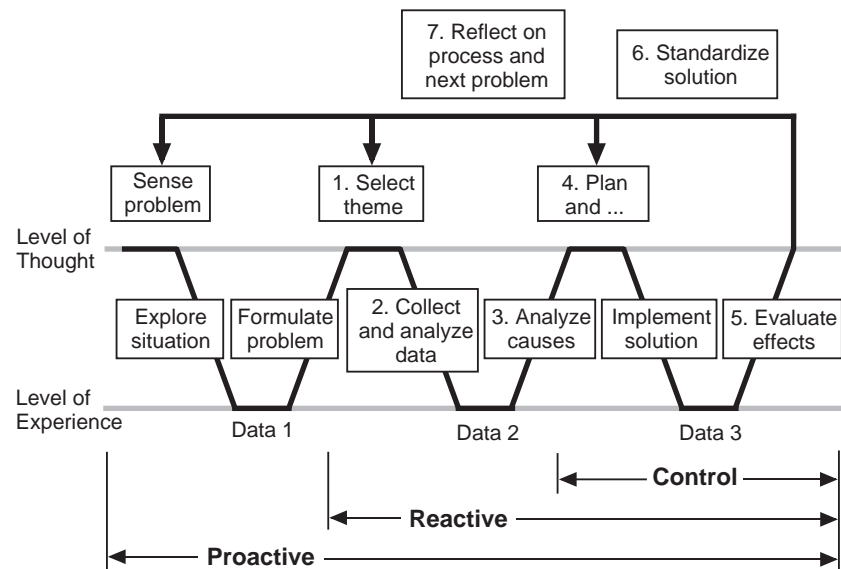 7. Reflect on
process and
next problem
6. Standardize
solution
Sense
problem
1. Select
theme
4. Plan
and ...
Level of
Thought
Explore
situation
Formulate
problem
2. Collect
and analyze
data
3. Analyze
causes
Implement
solution
5. Evaluate
effects
Level of
Experience
Data 1
Data 2
Data 3
Control
Reactive
Proactive